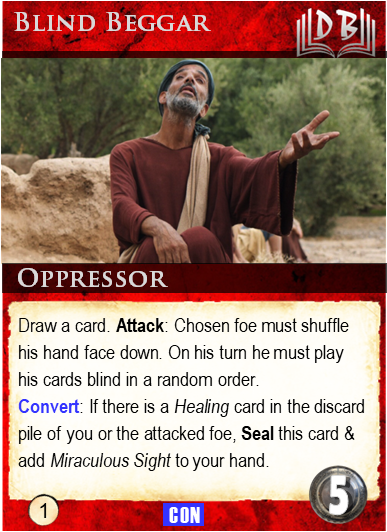 BLIND BEGGAR
DB
OPPRESSOR
Draw a card. Attack: Chosen foe must shuffle
his hand face down. On his turn he must play
his cards blind in a random order.
Convert: If there is a Healing card in the discard
pile of you or the attacked foe, Seal this card &
add Miraculous Sight to your hand.
1
CON
5